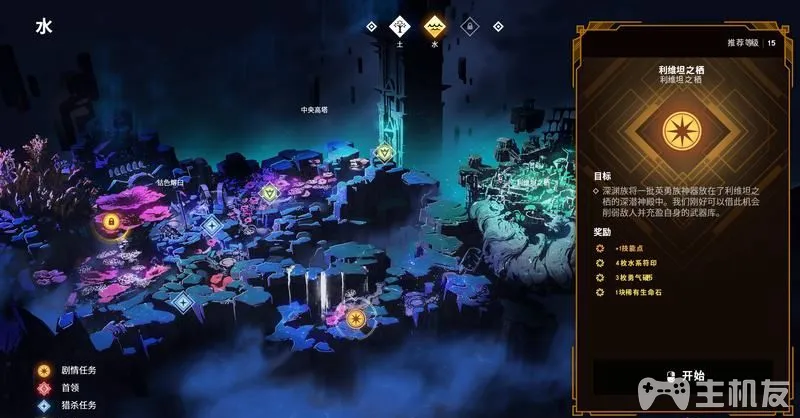 水
土
水
推荐等级 | 15
利维坦之栖
利维坦之栖
中央高塔
目标
深渊族将一批英勇族神器放在了利维坦之
栖的深潜神殿中。我们刚好可以借此机会
削弱敌人并充盈自身的武器库。
奖励
+1技能点
4枚水系符印
1块稀有生命石
开始
剧情任务
首领
猎杀任务
主机友